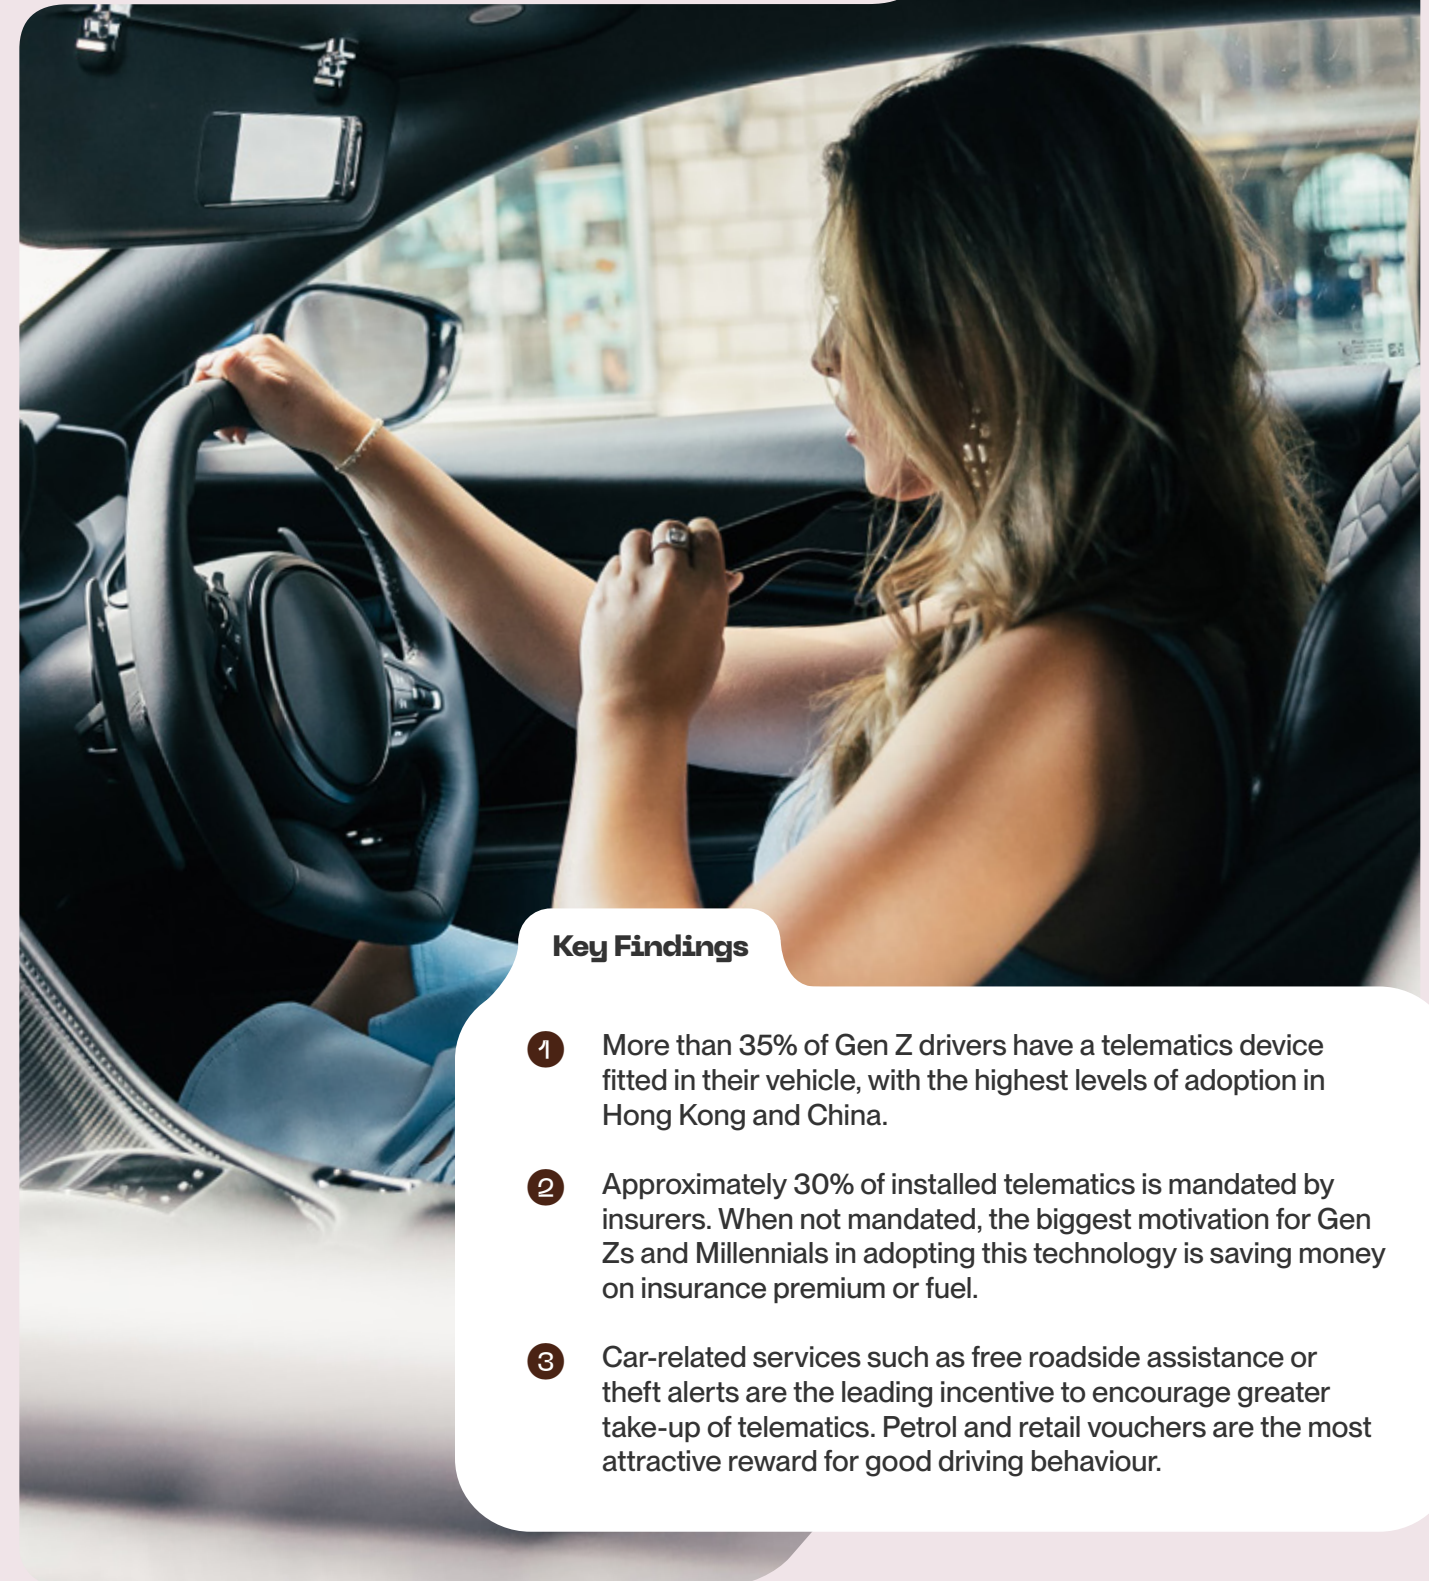 Key Findings
1
More than 35% of Gen Z drivers have a telematics device
fitted in their vehicle, with the highest levels of adoption in
Hong Kong and China.
2
Approximately 30% of installed telematics is mandated by
insurers. When not mandated, the biggest motivation for Gen
Zs and Millennials in adopting this technology is saving money
on insurance premium or fuel.
3
Car-related services such as free roadside assistance or
theft alerts are the leading incentive to encourage greater
take-up of telematics. Petrol and retail vouchers are the most
attractive reward for good driving behaviour.